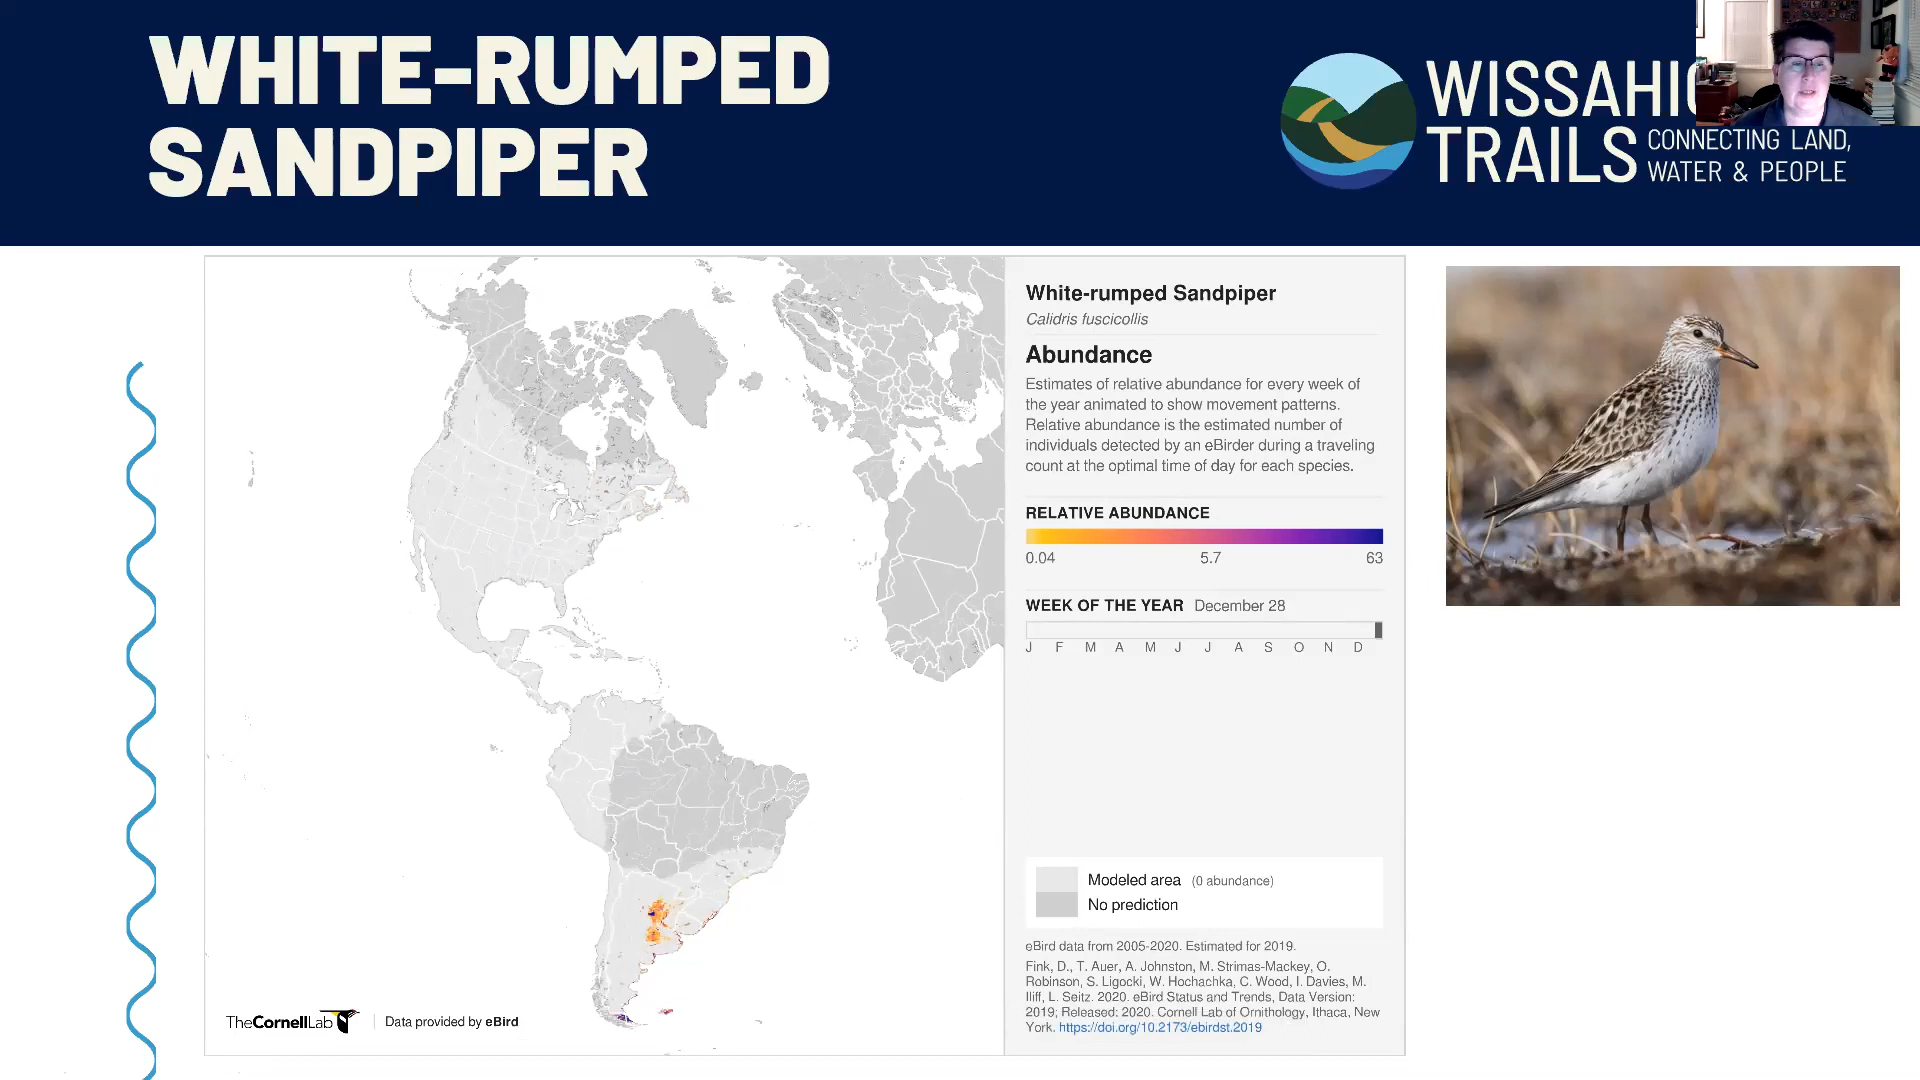 WHITE-RUMPED
SANDPIPER
WISSAHIC
TRAILS
CONNECTING LAND,
WATER & PEOPLE
White-rumped Sandpiper
Calidris fuscicollis
Abundance
Estimates of relative abundance for every week of
the year animated to show movement patterns.
Relative abundance is the estimated number of
individuals detected by an eBirder during a traveling
count at the optimal time of day for each species.
RELATIVE ABUNDANCE
0.04 5.7 63
WEEK OF THE YEAR December 28
J F M A M J J A S O N D
Modeled area (0 abundance)
No prediction
eBird data from 2005-2020. Estimated for 2019.
Fink, D., T. Auer, A. Johnston, M. Strimas-Mackey, O.
Robinson, S. Ligocki, W. Hochachka, C. Wood, I. Davies, M.
Iliff, L. Seitz. 2020. eBird Status and Trends, Data Version:
2019; Released: 2020. Cornell Lab of Ornithology, Ithaca, New
York. https://doi.org/10.2173/ebirdst.2019
TheCornellLab
Data provided by eBird